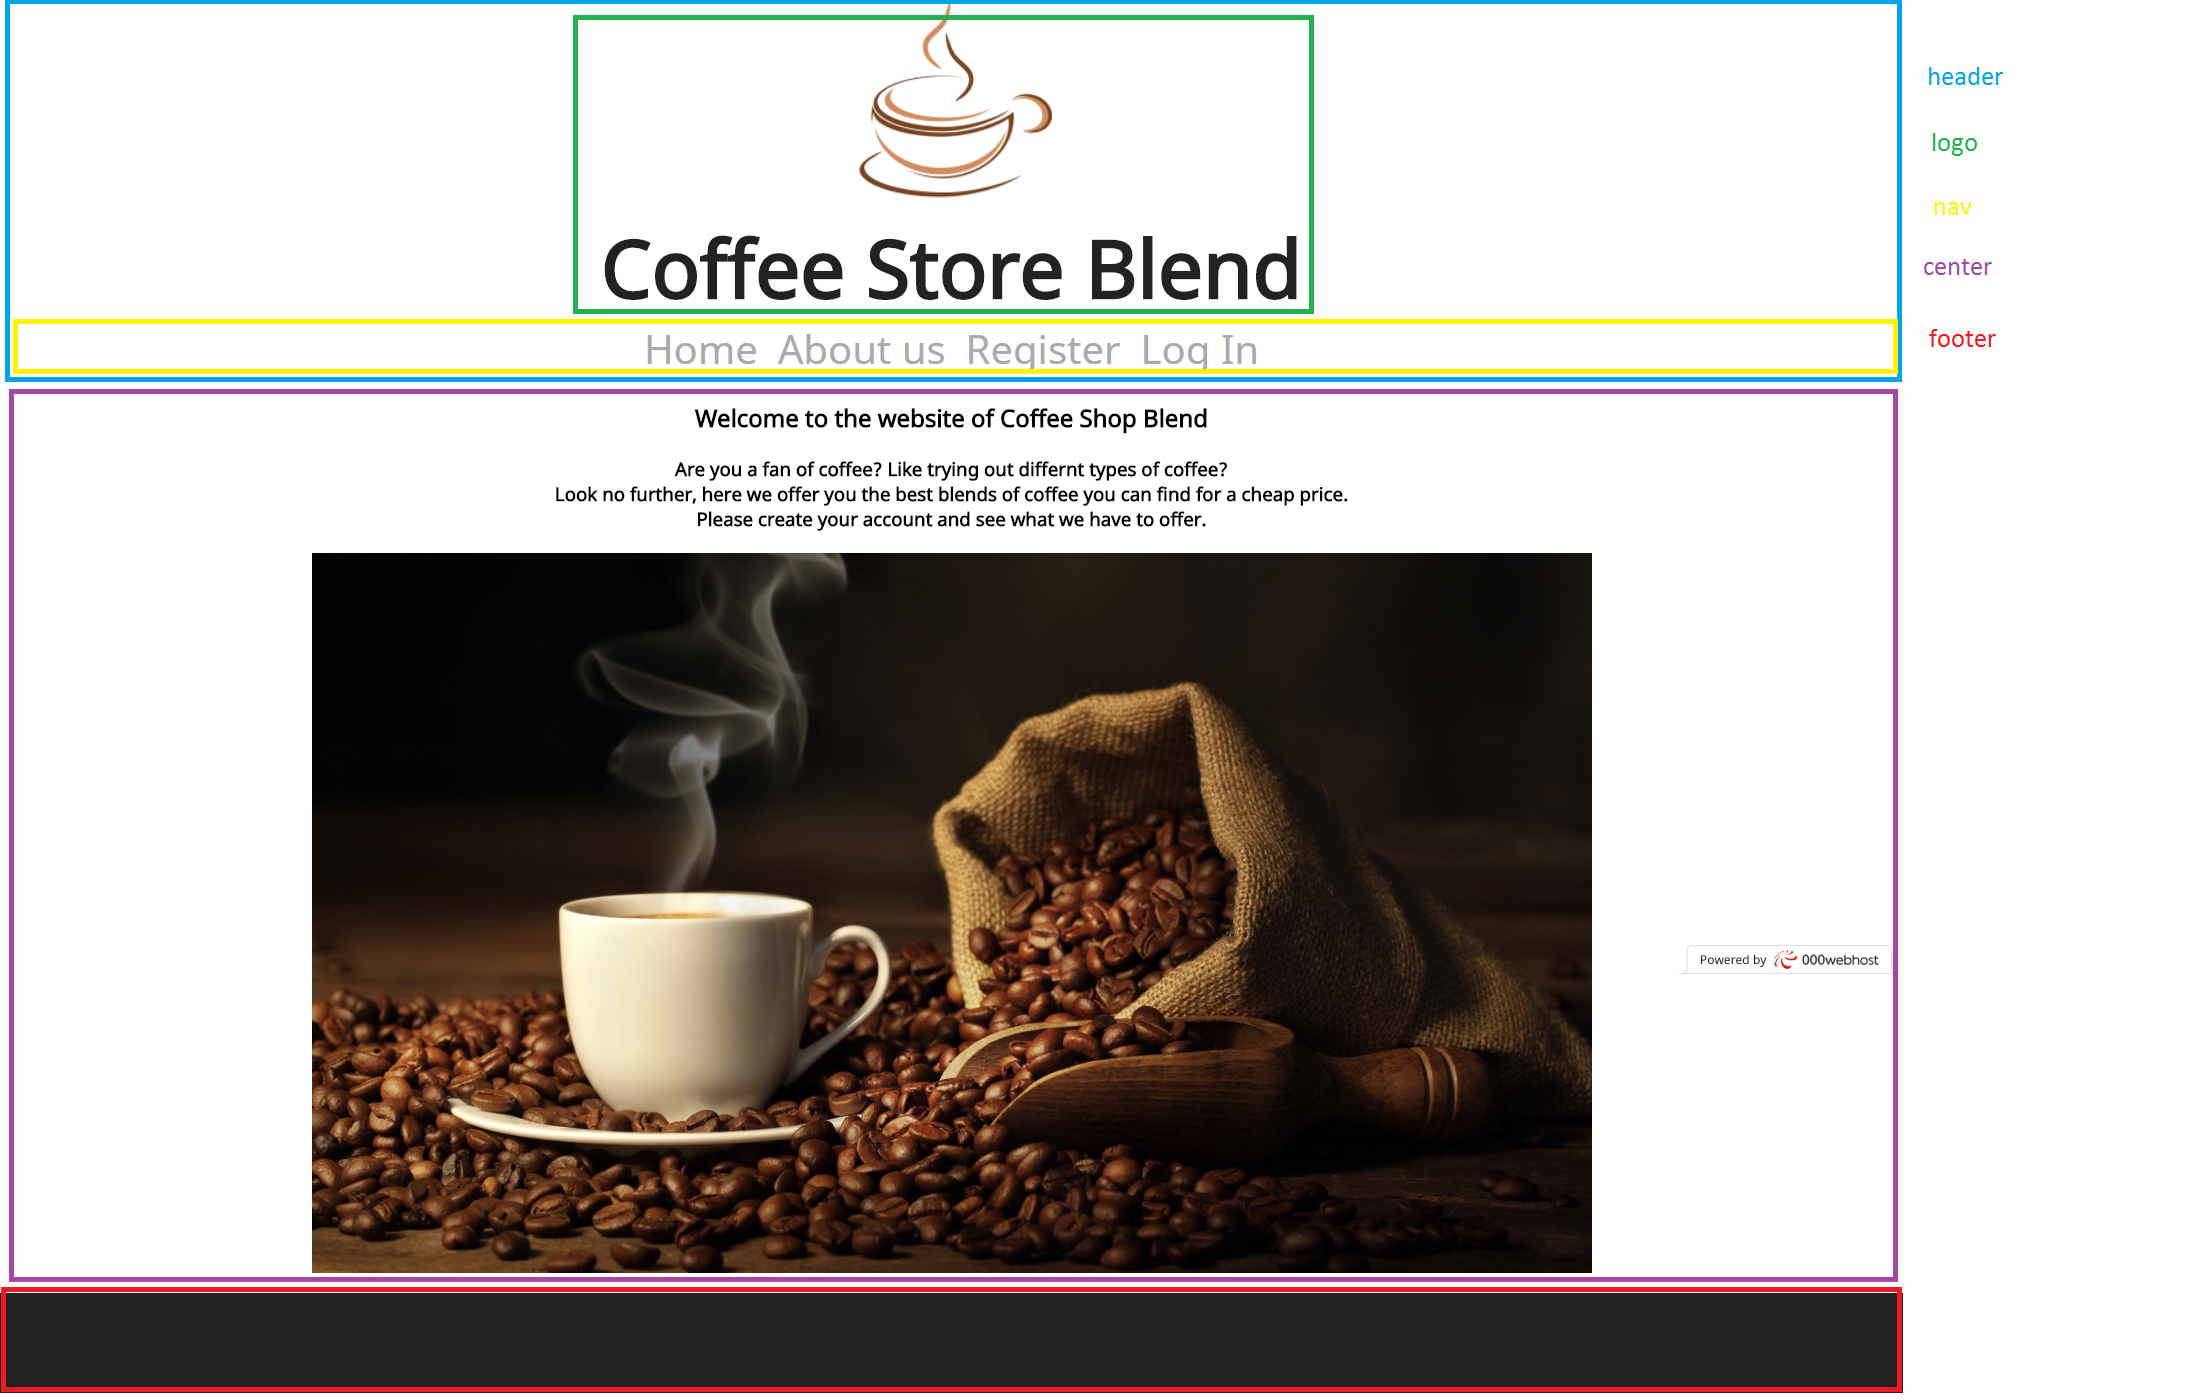 header
logo
Coffee Store Blend
nav
center
Home About us Register Log In
footer
Welcome to the website of Coffee Shop Blend
Are you a fan of coffee? Like trying out differnt types of coffee?
Look no further, here we offer you the best blends of coffee you can find for a cheap price.
Please create your account and see what we have to offer.
Powered by 000webhost